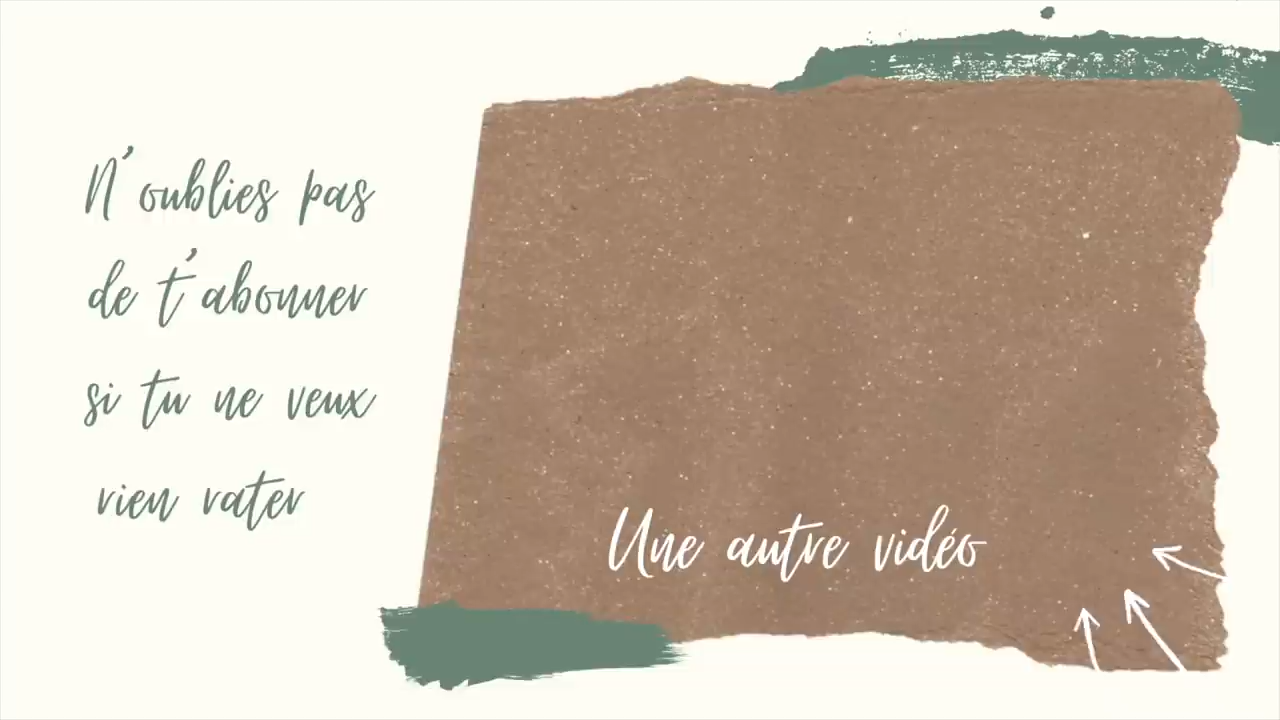 N'oublies pas
de t'abonner
si tu ne veux
rien rater
Une autre vidéo